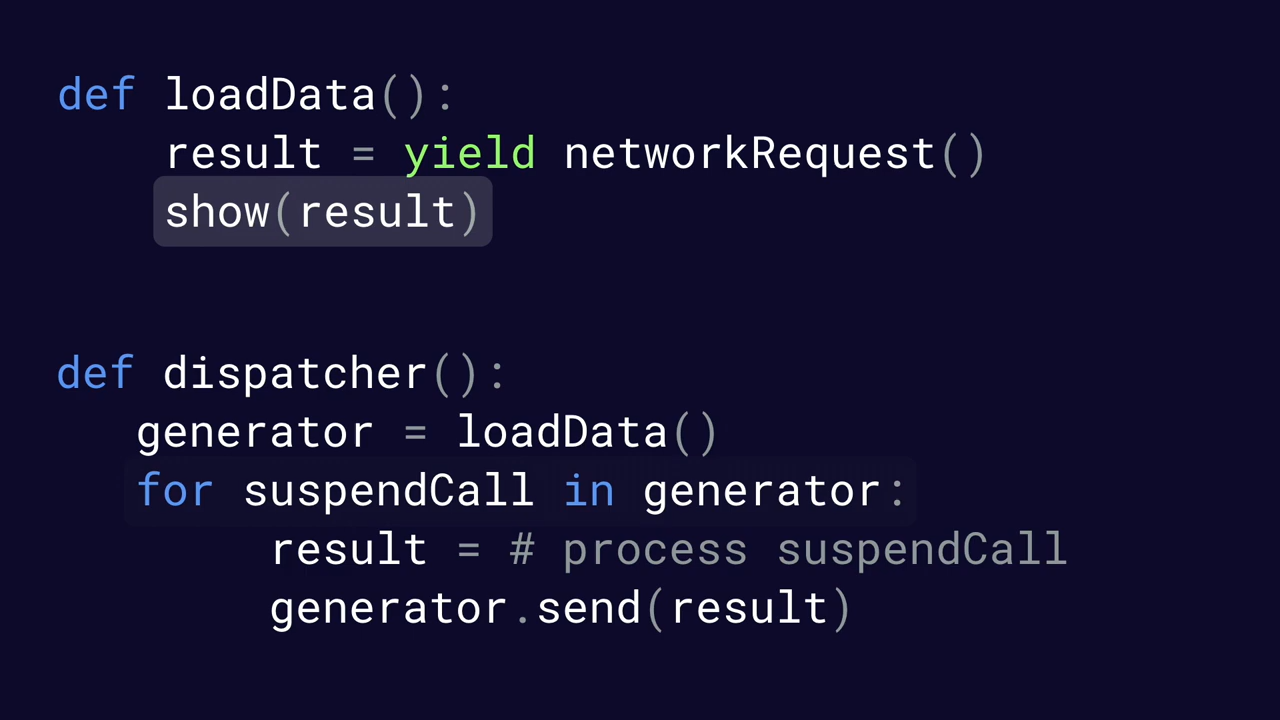 def loadData():
    result = yield networkRequest()
    show(result)
def dispatcher():
   generator = loadData()
   for suspendCall in generator:
        result = # process suspendCall
        generator.send(result)